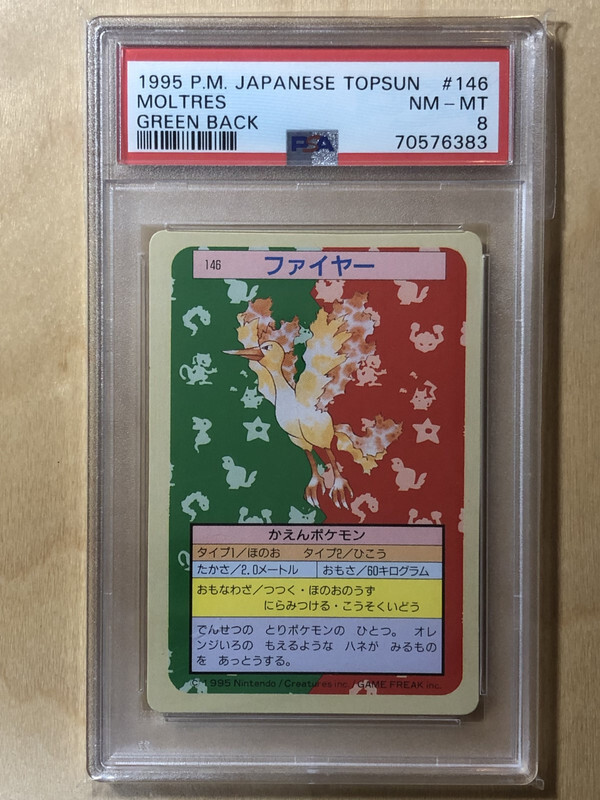 1995 P.M. JAPANESE TOPSUN #146
MOLTRES NM - MT
GREEN BACK 8
PSA 70576383
146 ファイヤー
かえんポケモン
タイプ1/ほのお タイプ2/ひこう
たかさ/2.0メートル おもさ/60キログラム
おもなわざ/つつく・ほのおのうず
にらみつける・こうそくいどう
でんせつの とりポケモンの ひとつ。 オレ
ンジいろの もえるような ハネが みるもの
を あっとうする。
© 1995 Nintendo / Creatures inc. / GAME FREAK inc.